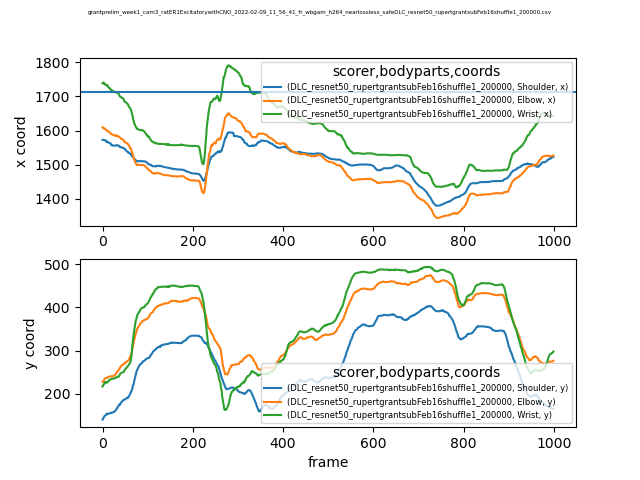 grantprelim_week1_cam3_ratER1ExcitatorywithCNO_2022-02-09_11_56_41_fr_wbgam_h264_nearlossless_safeDLC_resnet50_rupertgrantsubFeb16shuffle1_200000.csv
1800
1700
1600
1500
1400
x coord
scorer,bodyparts,coords
(DLC_resnet50_rupertgrantsubFeb16shuffle1_200000, Shoulder, x)
(DLC_resnet50_rupertgrantsubFeb16shuffle1_200000, Elbow, x)
(DLC_resnet50_rupertgrantsubFeb16shuffle1_200000, Wrist, x)
0 200 400 600 800 1000
500
400
300
200
y coord
scorer,bodyparts,coords
(DLC_resnet50_rupertgrantsubFeb16shuffle1_200000, Shoulder, y)
(DLC_resnet50_rupertgrantsubFeb16shuffle1_200000, Elbow, y)
(DLC_resnet50_rupertgrantsubFeb16shuffle1_200000, Wrist, y)
0 200 400 600 800 1000
frame